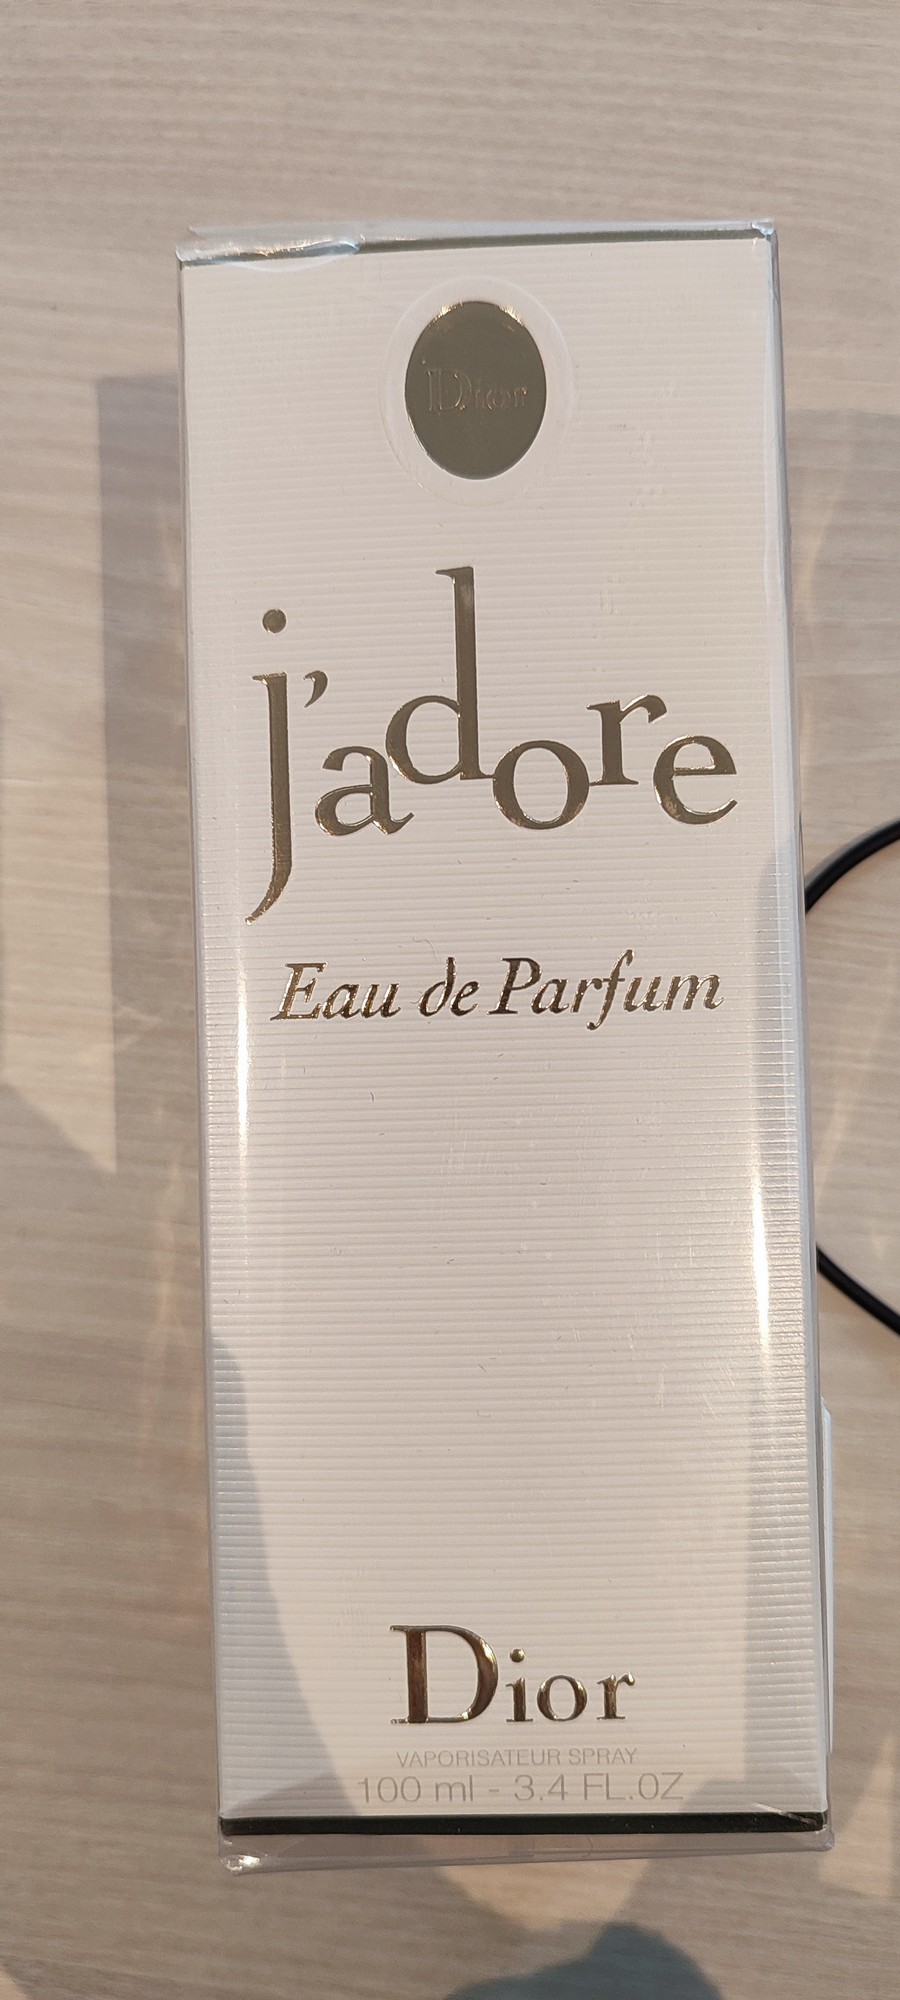 Dior
j'adore
Eau de Parfum
Dior
VAPORISATEUR SPRAY
100 ml - 3.4 FL.OZ